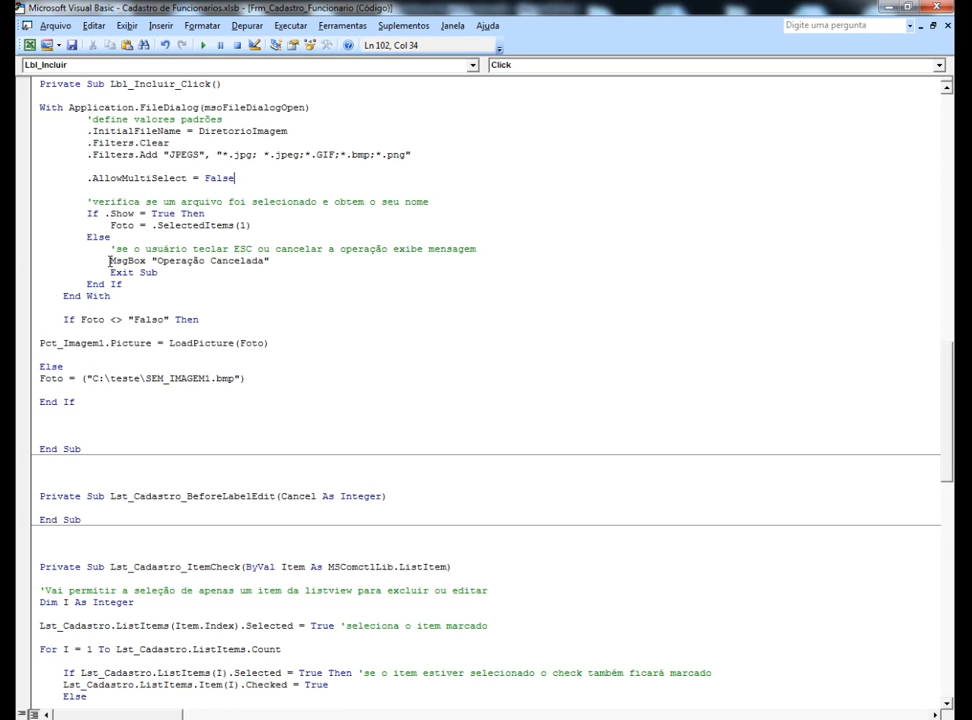 Microsoft Visual Basic - Cadastro de Funcionarios.xlsb - [Frm_Cadastro_Funcionario (Código)]
Arquivo Editar Exibir Inserir Formatar Depurar Executar Ferramentas Suplementos Janela Ajuda Digite uma pergunta
Ln 102, Col 34
Lbl_Incluir Click
Private Sub Lbl_Incluir_Click()
With Application.FileDialog(msoFileDialogOpen)
'define valores padrões
.InitialFileName = DiretorioImagem
.Filters.Clear
.Filters.Add "JPEGS", "*.jpg; *.jpeg;*.GIF;*.bmp;*.png"
.AllowMultiSelect = False
'verifica se um arquivo foi selecionado e obtem o seu nome
If .Show = True Then
Foto = .SelectedItems(1)
Else
'se o usuário teclar ESC ou cancelar a operação exibe mensagem
MsgBox "Operação Cancelada"
Exit Sub
End If
End With
If Foto <> "Falso" Then
Pct_Imagem1.Picture = LoadPicture(Foto)
Else
Foto = ("C:\teste\SEM_IMAGEM1.bmp")
End If
End Sub
Private Sub Lst_Cadastro_BeforeLabelEdit(Cancel As Integer)
End Sub
Private Sub Lst_Cadastro_ItemCheck(ByVal Item As MSComctlLib.ListItem)
'Vai permitir a seleção de apenas um item da listview para excluir ou editar
Dim I As Integer
Lst_Cadastro.ListItems(Item.Index).Selected = True 'seleciona o item marcado
For I = 1 To Lst_Cadastro.ListItems.Count
If Lst_Cadastro.ListItems(I).Selected = True Then 'se o item estiver selecionado o check também ficará marcado
Lst_Cadastro.ListItems.Item(I).Checked = True
Else